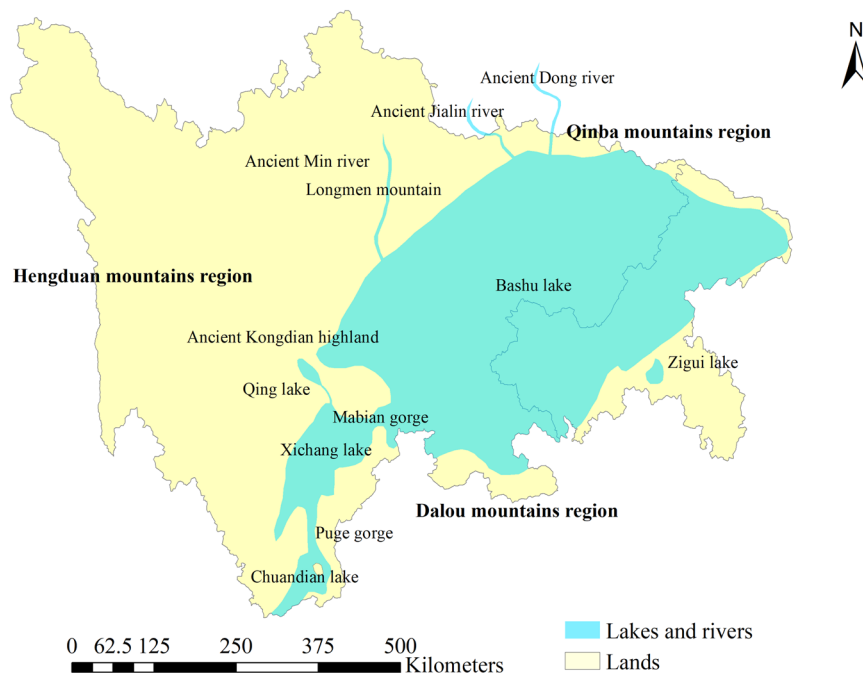 N
Ancient Dong river
Ancient Jialin river
Qinba mountains region
Ancient Min river
Longmen mountain
Hengduan mountains region
Bashu lake
Ancient Kongdian highland
Zigui lake
Qing lake
Mabian gorge
Xichang lake
Dalou mountains region
Puge gorge
Chuandian lake
0 62.5 125 250 375 500
Kilometers
Lakes and rivers
Lands